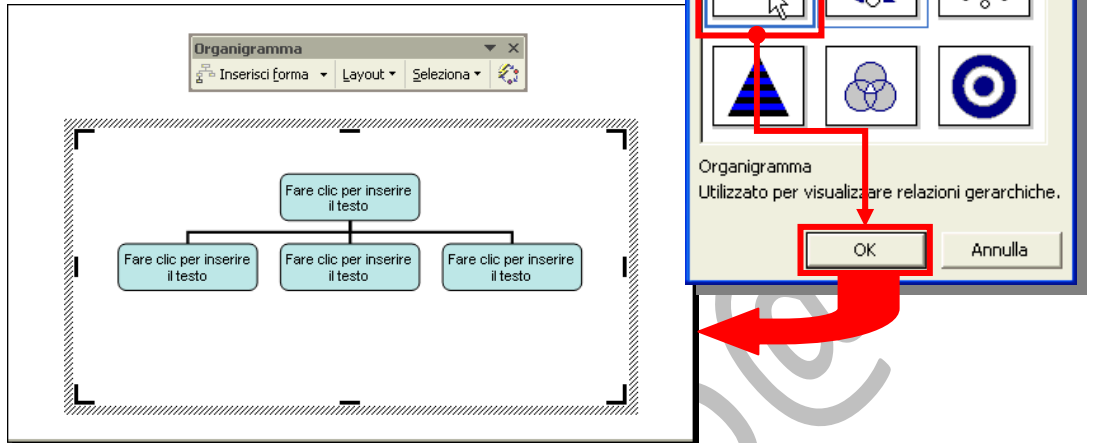 Organigramma
Inserisci forma Layout Seleziona
Fare clic per inserire
il testo
Fare clic per inserire
il testo
Fare clic per inserire
il testo
Fare clic per inserire
il testo
Organigramma
Utilizzato per visualizzare relazioni gerarchiche.
OK Annulla